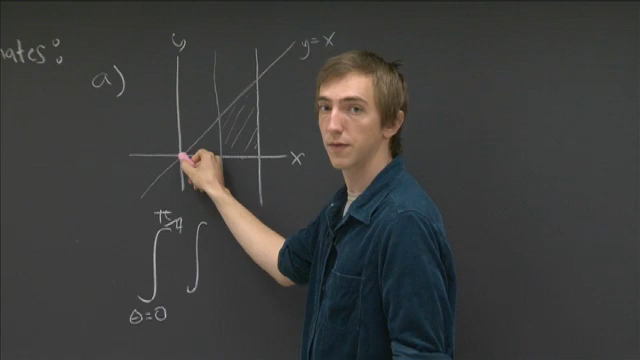 nates:
a)
y
y = x
x
∫ ∫
π/4
θ = 0